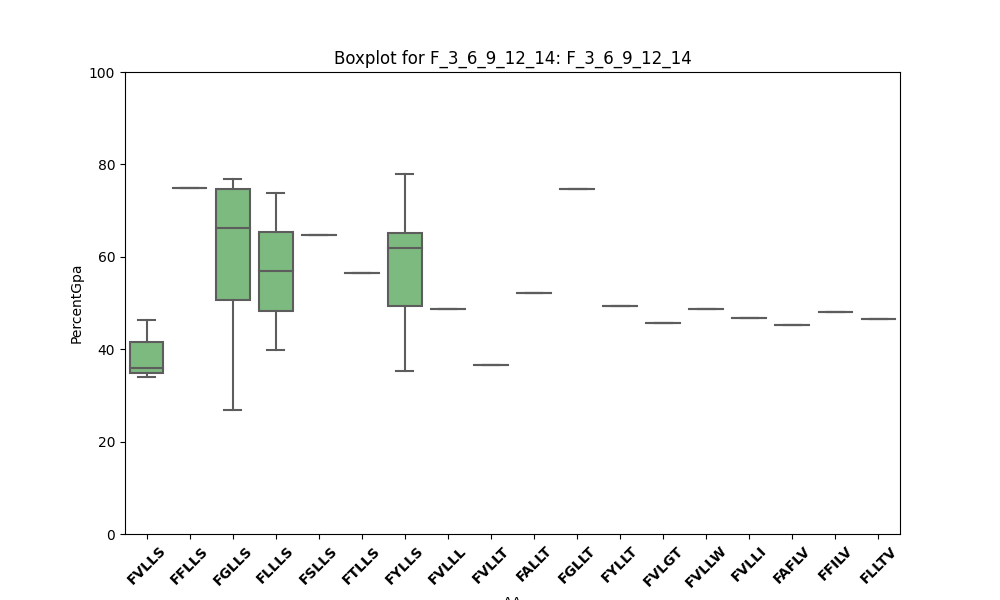 Boxplot for F_3_6_9_12_14: F_3_6_9_12_14
100
80
60
40
20
0
PercentGpa
FVLLS
FFLLS
FGLLS
FLLLS
FSLLS
FTLLS
FYLLS
FVLLL
FVLLT
FALLT
FGLLT
FYLLT
FVLGT
FVLLW
FVLLI
FAFLV
FFILV
FLLTV